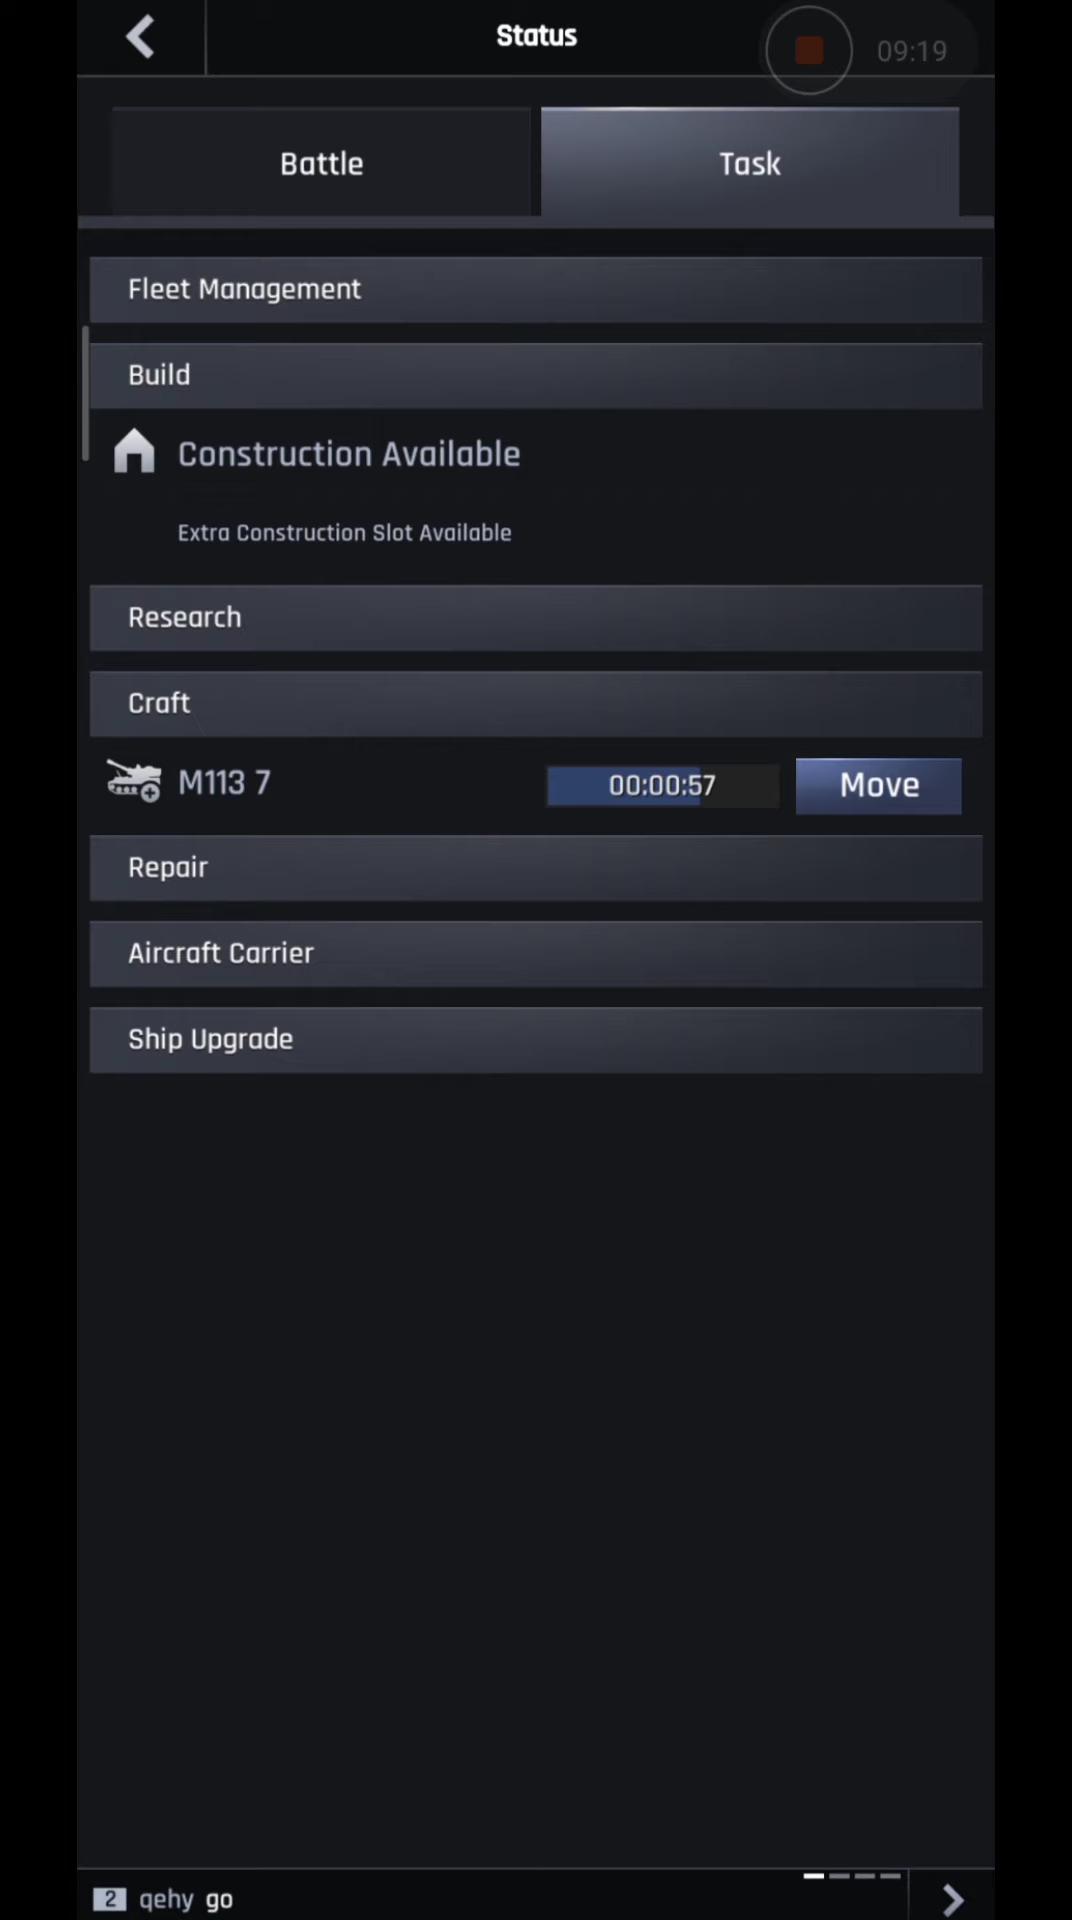 Status
09:19
Battle
Task
Fleet Management
Build
Construction Available
Extra Construction Slot Available
Research
Craft
M113 7
00:00:57
Move
Repair
Aircraft Carrier
Ship Upgrade
2 qehy go